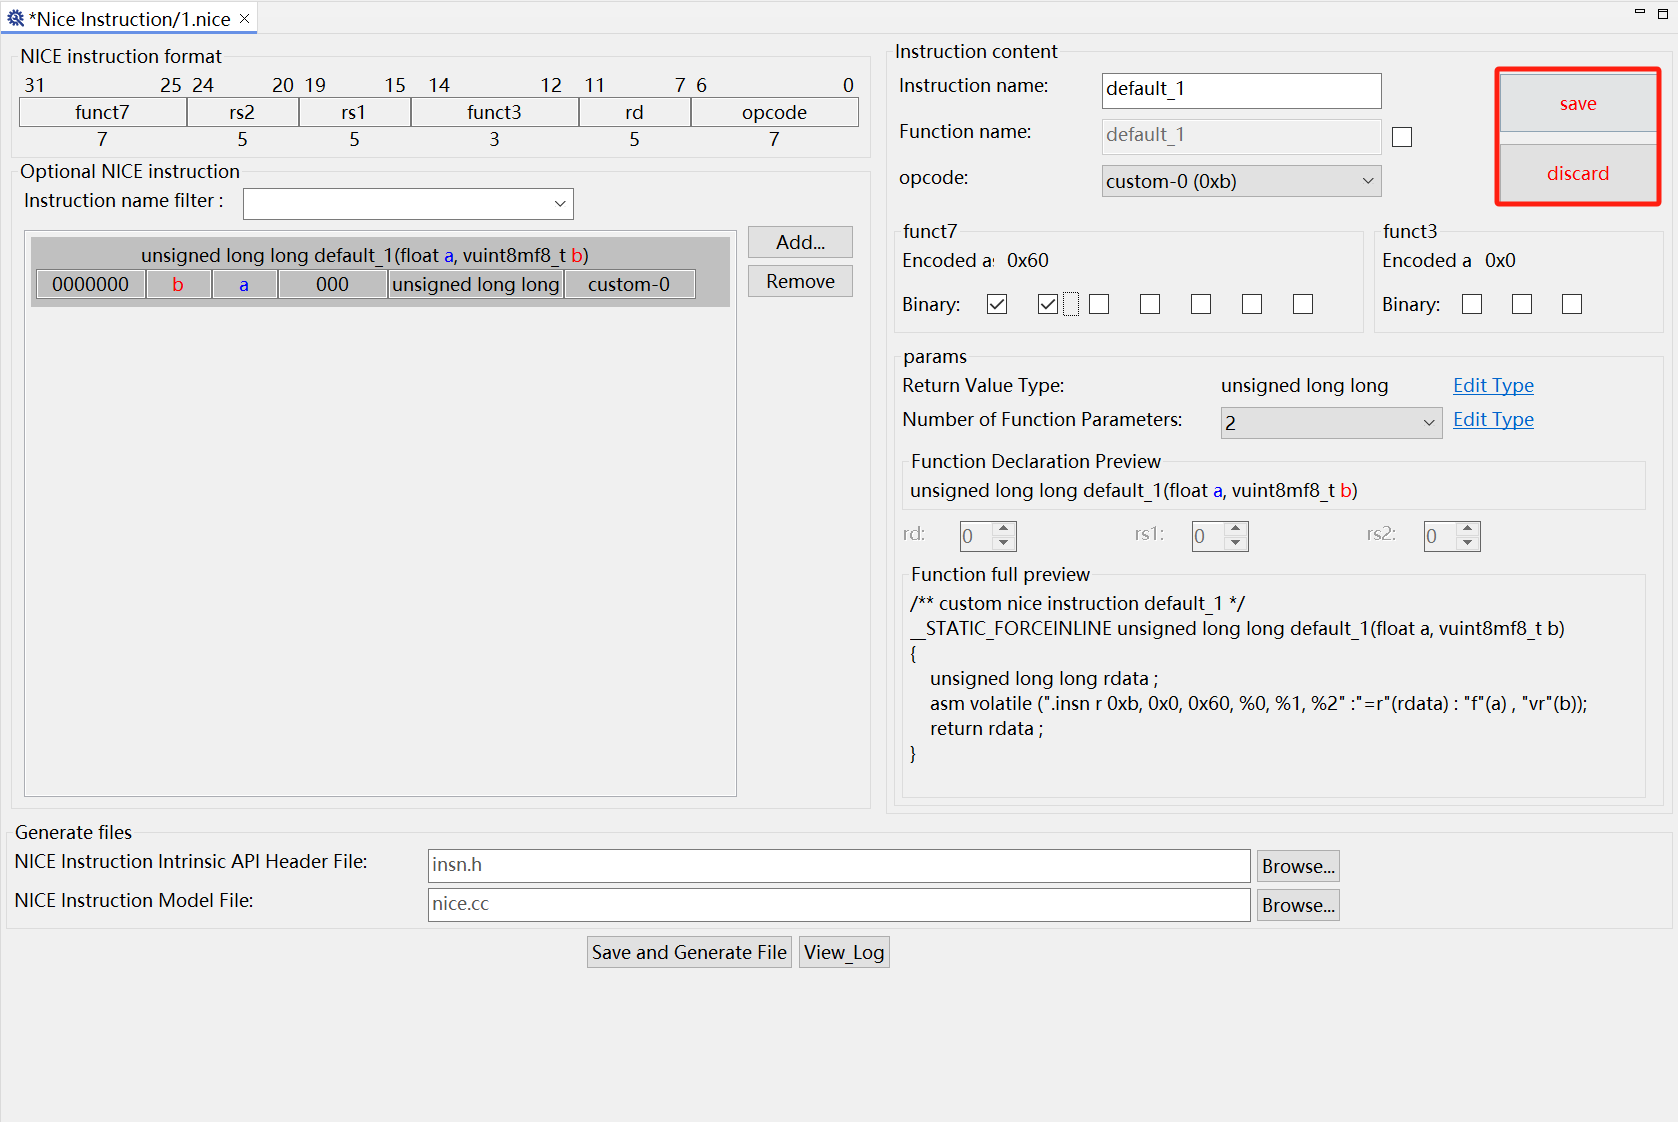 *Nice Instruction/1.nice
NICE instruction format
31 25 24 20 19 15 14 12 11 7 6 0
funct7 rs2 rs1 funct3 rd opcode
7 5 5 3 5 7
Optional NICE instruction
Instruction name filter :
unsigned long long default_1(float a, vuint8mf8_t b)
0000000 b a 000 unsigned long long custom-0
Add...
Remove
Instruction content
Instruction name: default_1
Function name: default_1
opcode: custom-0 (0xb)
save
discard
funct7
Encoded as 0x60
Binary:
funct3
Encoded a 0x0
Binary:
params
Return Value Type: unsigned long long Edit Type
Number of Function Parameters: 2 Edit Type
Function Declaration Preview
unsigned long long default_1(float a, vuint8mf8_t b)
rd: 0 rs1: 0 rs2: 0
Function full preview
/** custom nice instruction default_1 */
__STATIC_FORCEINLINE unsigned long long default_1(float a, vuint8mf8_t b)
{
unsigned long long rdata ;
asm volatile (".insn r 0xb, 0x0, 0x60, %0, %1, %2" :"=r"(rdata) : "f"(a) , "vr"(b));
return rdata ;
}
Generate files
NICE Instruction Intrinsic API Header File: insn.h Browse...
NICE Instruction Model File: nice.cc Browse...
Save and Generate File View_Log